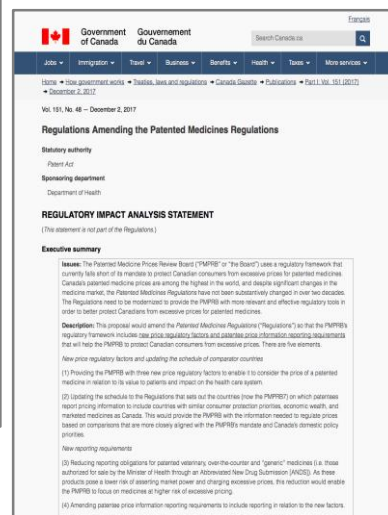 Français
Government of Canada
Gouvernement du Canada
Search Canada.ca
Jobs Immigration Travel Business Benefits Health Taxes More services
Home → How government works → Treaties, laws and regulations → Canada Gazette → Publications → Part I: Vol. 151 (2017)
→ December 2, 2017
Vol. 151, No. 48 — December 2, 2017
Regulations Amending the Patented Medicines Regulations
Statutory authority
Patent Act
Sponsoring department
Department of Health
REGULATORY IMPACT ANALYSIS STATEMENT
(This statement is not part of the Regulations.)
Executive summary
Issues: The Patented Medicine Prices Review Board ("PMPRB" or "the Board") uses a regulatory framework that
currently falls short of its mandate to protect Canadian consumers from excessive prices for patented medicines.
Canada's patented medicine prices are among the highest in the world, and despite significant changes in the
medicine market, the Patented Medicines Regulations have not been substantively changed in over two decades.
The Regulations need to be modernized to provide the PMPRB with more relevant and effective regulatory tools in
order to better protect Canadians from excessive prices for patented medicines.
Description: This proposal would amend the Patented Medicines Regulations ("Regulations") so that the PMPRB's
regulatory framework includes new price regulatory factors and patentee price information reporting requirements
that will help the PMPRB to protect Canadian consumers from excessive prices. There are five elements.
New price regulatory factors and updating the schedule of comparator countries
(1) Providing the PMPRB with three new price regulatory factors to enable it to consider the price of a patented
medicine in relation to its value to patients and impact on the health care system.
(2) Updating the schedule to the Regulations that sets out the countries (now the PMPRB7) on which patentees
report pricing information to include countries with similar consumer protection priorities, economic wealth, and
marketed medicines as Canada. This would provide the PMPRB with the information needed to regulate prices
based on comparisons that are more closely aligned with the PMPRB's mandate and Canada's domestic policy
priorities.
New reporting requirements
(3) Reducing reporting obligations for patented veterinary, over-the-counter and "generic" medicines (i.e. those
authorized for sale by the Minister of Health through an Abbreviated New Drug Submission [ANDS]). As these
products pose a lower risk of asserting market power and charging excessive prices, this reduction would enable
the PMPRB to focus on medicines at higher risk of excessive pricing.
(4) Amending patentee price information reporting requirements to include reporting in relation to the new factors.